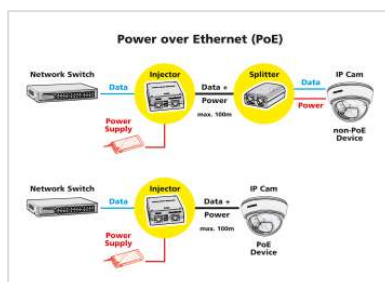 Power over Ethernet (PoE)
Network Switch
Injector
Splitter
IP Cam
Data
Data +
Power
max. 100m
Data
Power
Power
Supply
non-PoE
Device
Network Switch
Injector
IP Cam
Data
Data +
Power
max. 100m
Power
Supply
PoE
Device